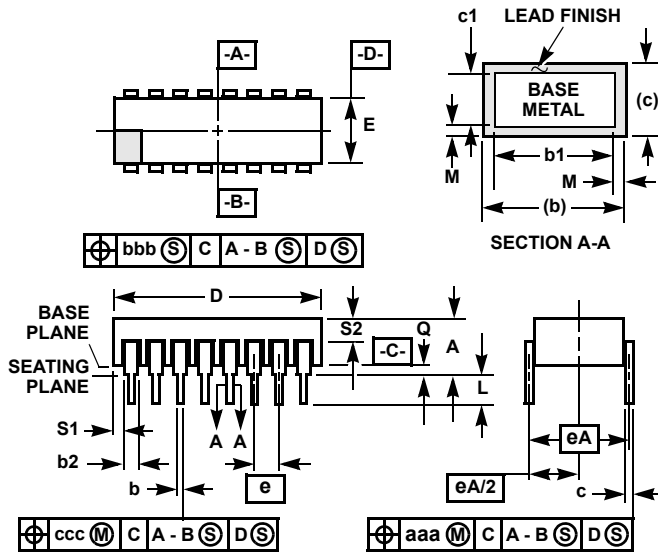 c1
LEAD FINISH
-A-
-D-
BASE
METAL
(c)
E
M
b1
M
-B-
(b)
SECTION A-A
⌖ bbb Ⓢ C A - B Ⓢ D Ⓢ
D
BASE
PLANE
SEATING
PLANE
S2
Q
-C-
A
L
S1
b2
A A
b
e
eA
eA/2
c
⌖ ccc Ⓜ C A - B Ⓢ D Ⓢ
⌖ aaa Ⓜ C A - B Ⓢ D Ⓢ